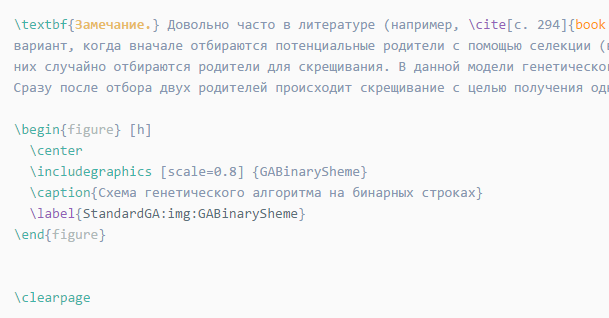 \textbf{Замечание.} Довольно часто в литературе (например, \cite[c. 294]{book
вариант, когда вначале отбираются потенциальные родители с помощью селекции (
них случайно отбираются родители для скрещивания. В данной модели
Сразу после отбора двух родителей происходит скрещивание с целью получения
\begin{figure} [h]
\center
\includegraphics [scale=0.8] {GABinarySheme}
\caption{Схема генетического алгоритма на бинарных строках}
\label{StandardGA:img:GABinarySheme}
\end{figure}
\clearpage